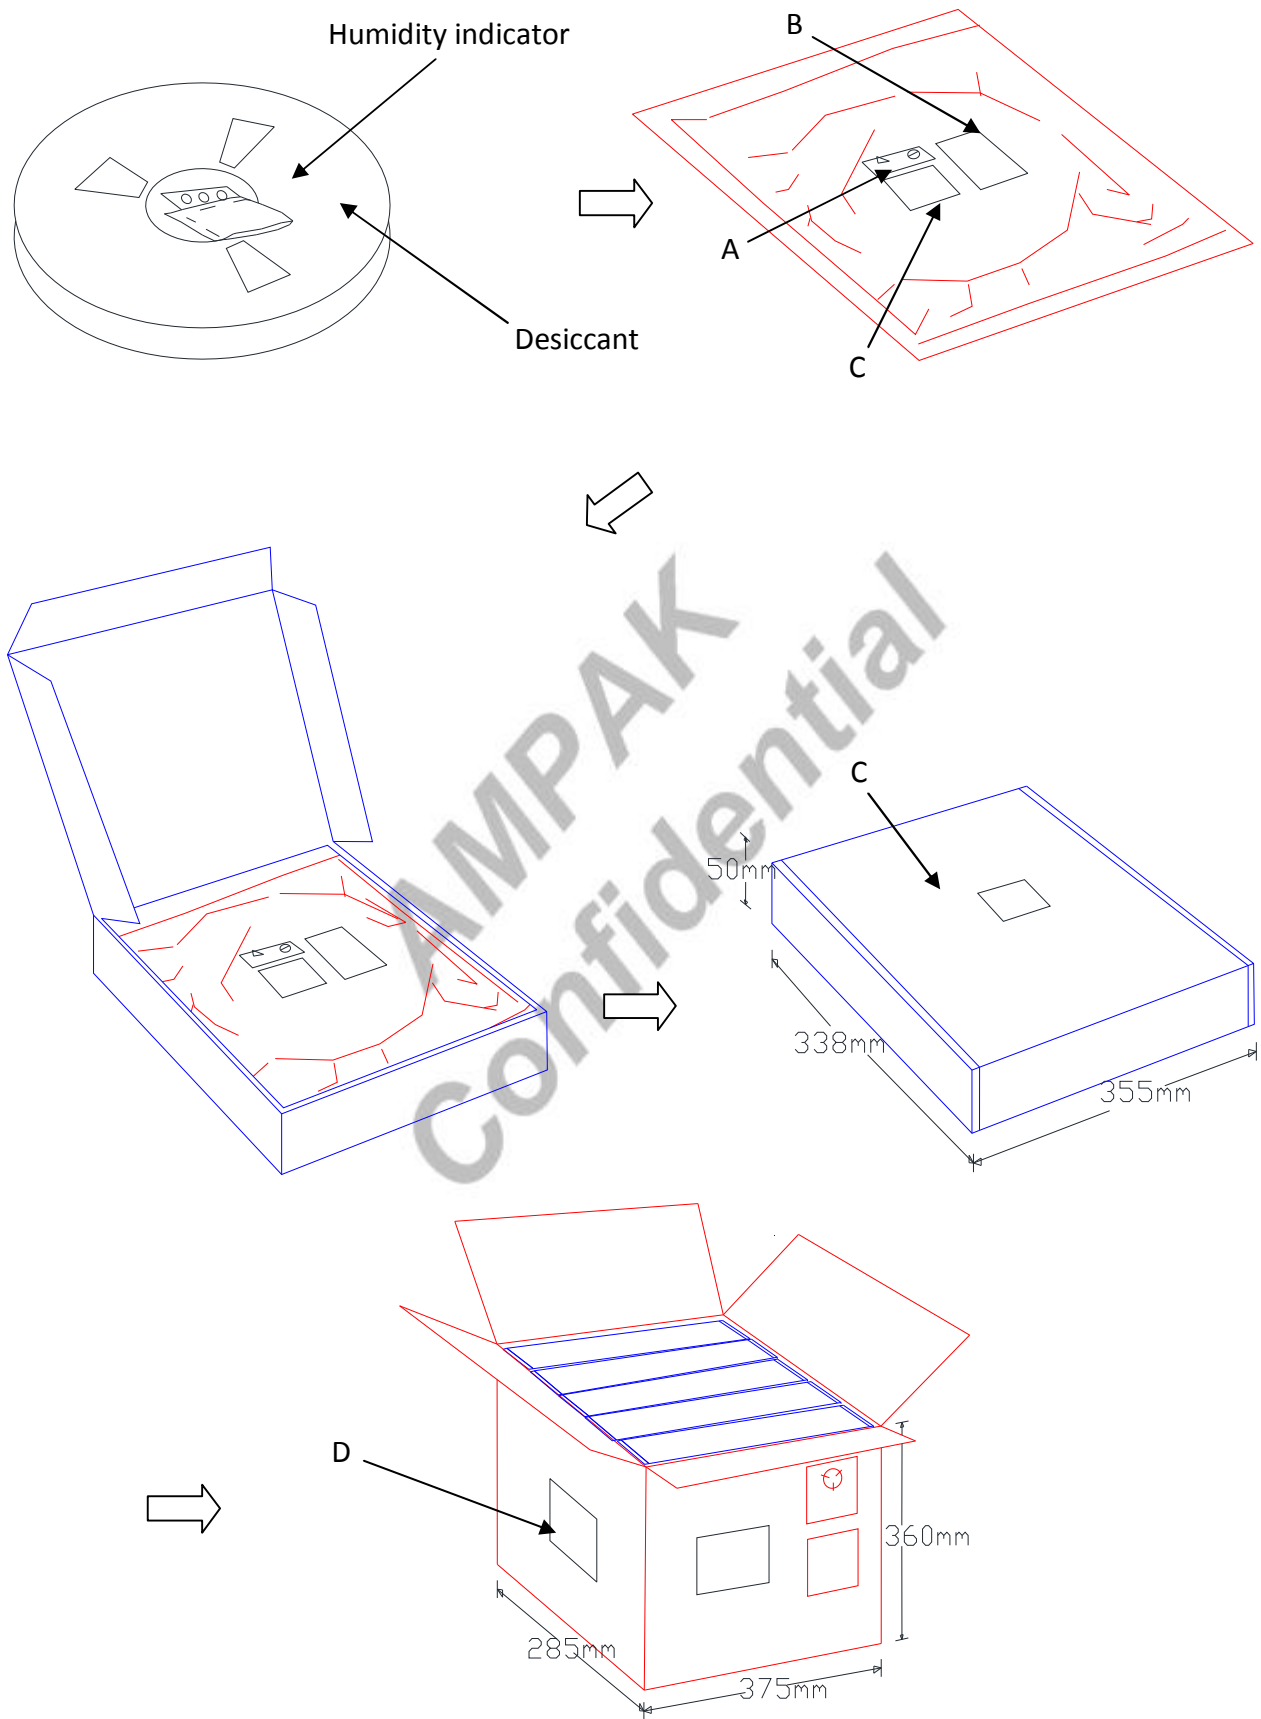 Humidity indicator
B
A
Desiccant
C
AMPAK
Confidential
C
50mm
338mm
355mm
D
360mm
285mm
375mm